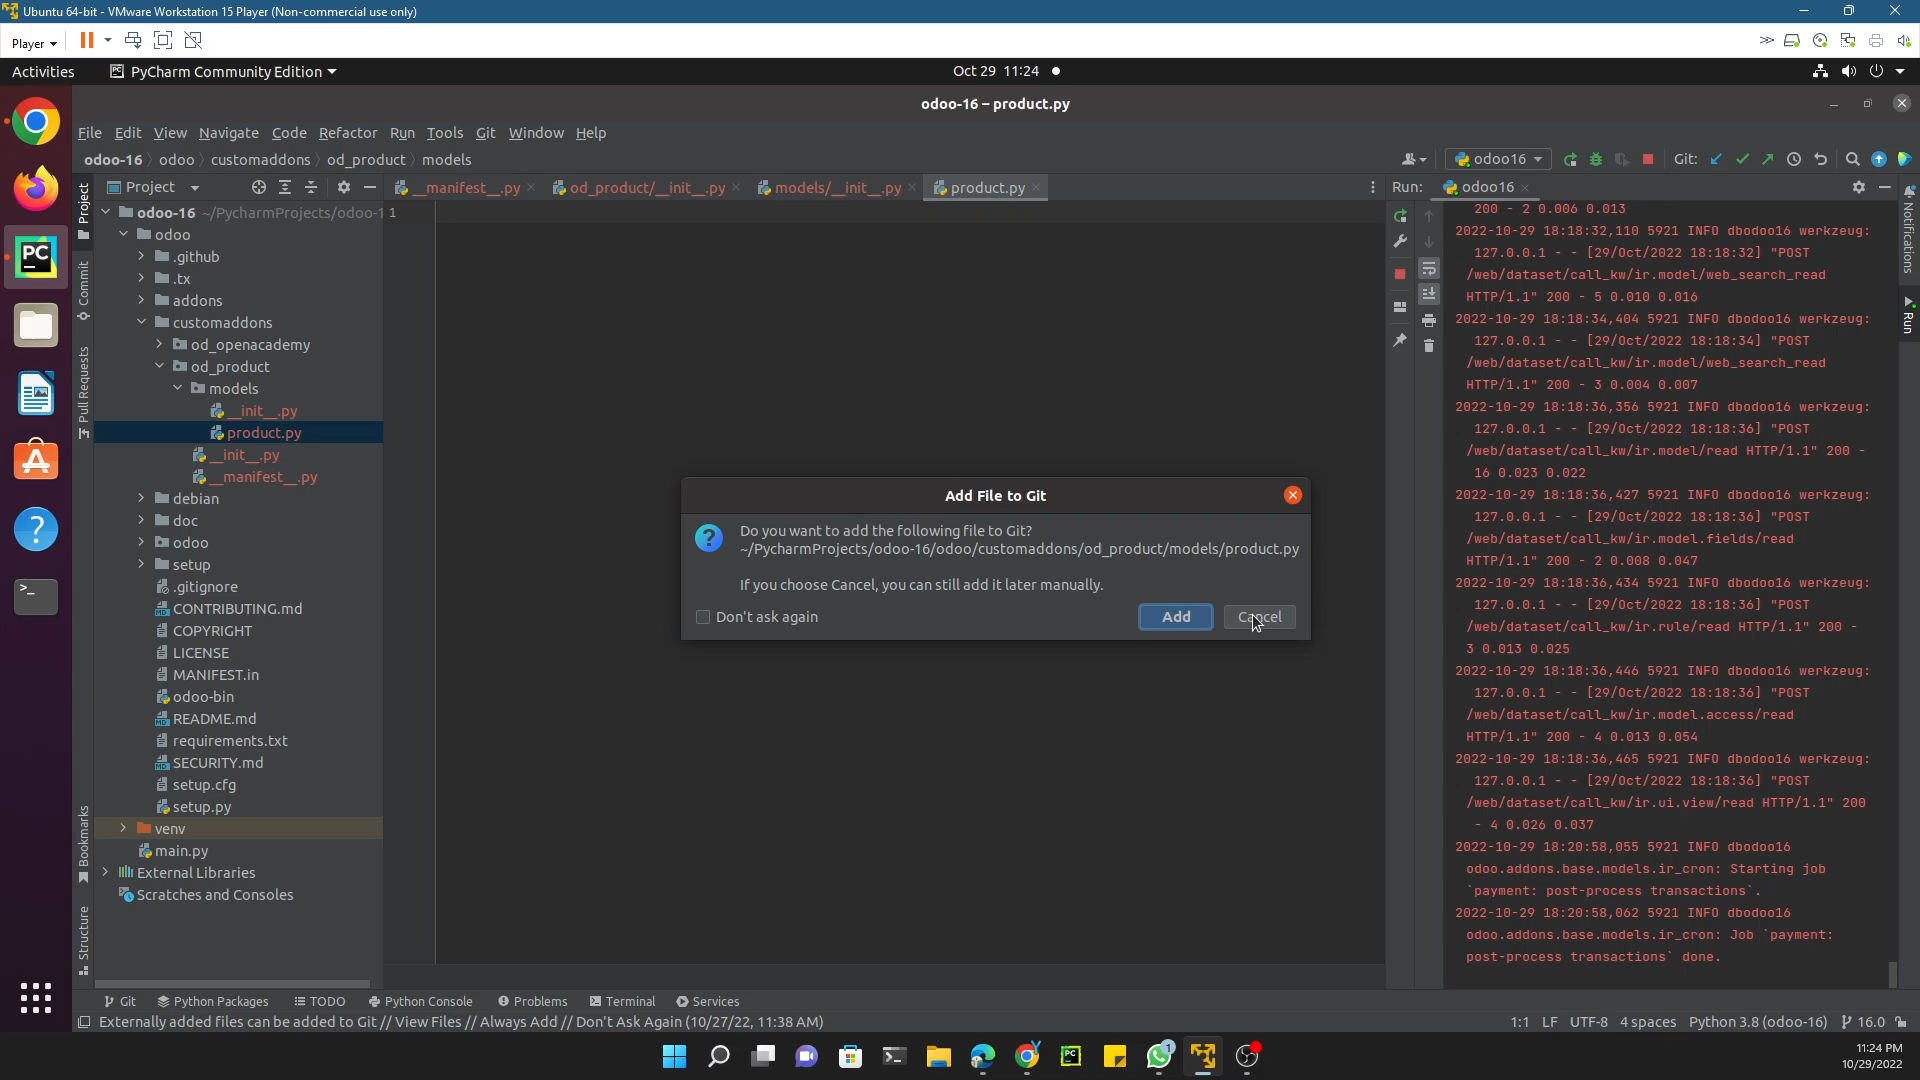 Ubuntu 64-bit - VMware Workstation 15 Player (Non-commercial use only)
Player
Activities
PyCharm Community Edition
Oct 29 11:24
odoo-16 – product.py
File Edit View Navigate Code Refactor Run Tools Git Window Help
odoo-16 odoo customaddons od_product models
odoo16
Git:
Project
__manifest__.py
od_product/__init__.py
models/__init__.py
product.py
Run:
odoo16
Project
Commit
Pull Requests
Bookmarks
Structure
odoo-16 ~/PycharmProjects/odoo-1
odoo
.github
.tx
addons
customaddons
od_openacademy
od_product
models
__init__.py
product.py
__init__.py
__manifest__.py
debian
doc
odoo
setup
.gitignore
CONTRIBUTING.md
COPYRIGHT
LICENSE
MANIFEST.in
odoo-bin
README.md
requirements.txt
SECURITY.md
setup.cfg
setup.py
venv
main.py
External Libraries
Scratches and Consoles
1
Add File to Git
Do you want to add the following file to Git?
~/PycharmProjects/odoo-16/odoo/customaddons/od_product/models/product.py
If you choose Cancel, you can still add it later manually.
Don't ask again
Add
Cancel
200 - 2 0.006 0.013
2022-10-29 18:18:32,110 5921 INFO dbodoo16 werkzeug:
127.0.0.1 - - [29/Oct/2022 18:18:32] "POST
/web/dataset/call_kw/ir.model/web_search_read
HTTP/1.1" 200 - 5 0.010 0.016
2022-10-29 18:18:34,404 5921 INFO dbodoo16 werkzeug:
127.0.0.1 - - [29/Oct/2022 18:18:34] "POST
/web/dataset/call_kw/ir.model/web_search_read
HTTP/1.1" 200 - 3 0.004 0.007
2022-10-29 18:18:36,356 5921 INFO dbodoo16 werkzeug:
127.0.0.1 - - [29/Oct/2022 18:18:36] "POST
/web/dataset/call_kw/ir.model/read HTTP/1.1" 200 -
16 0.023 0.022
2022-10-29 18:18:36,427 5921 INFO dbodoo16 werkzeug:
127.0.0.1 - - [29/Oct/2022 18:18:36] "POST
/web/dataset/call_kw/ir.model.fields/read
HTTP/1.1" 200 - 2 0.008 0.047
2022-10-29 18:18:36,434 5921 INFO dbodoo16 werkzeug:
127.0.0.1 - - [29/Oct/2022 18:18:36] "POST
/web/dataset/call_kw/ir.rule/read HTTP/1.1" 200 -
3 0.013 0.025
2022-10-29 18:18:36,446 5921 INFO dbodoo16 werkzeug:
127.0.0.1 - - [29/Oct/2022 18:18:36] "POST
/web/dataset/call_kw/ir.model.access/read
HTTP/1.1" 200 - 4 0.013 0.054
2022-10-29 18:18:36,465 5921 INFO dbodoo16 werkzeug:
127.0.0.1 - - [29/Oct/2022 18:18:36] "POST
/web/dataset/call_kw/ir.ui.view/read HTTP/1.1" 200
- 4 0.026 0.037
2022-10-29 18:20:58,055 5921 INFO dbodoo16
odoo.addons.base.models.ir_cron: Starting job
`payment: post-process transactions`.
2022-10-29 18:20:58,062 5921 INFO dbodoo16
odoo.addons.base.models.ir_cron: Job `payment:
post-process transactions` done.
Notifications
Run
Git Python Packages TODO Python Console Problems Terminal Services
Externally added files can be added to Git // View Files // Always Add // Don't Ask Again (10/27/22, 11:38 AM)
1:1 LF UTF-8 4 spaces Python 3.8 (odoo-16) 16.0
1
11:24 PM
10/29/2022